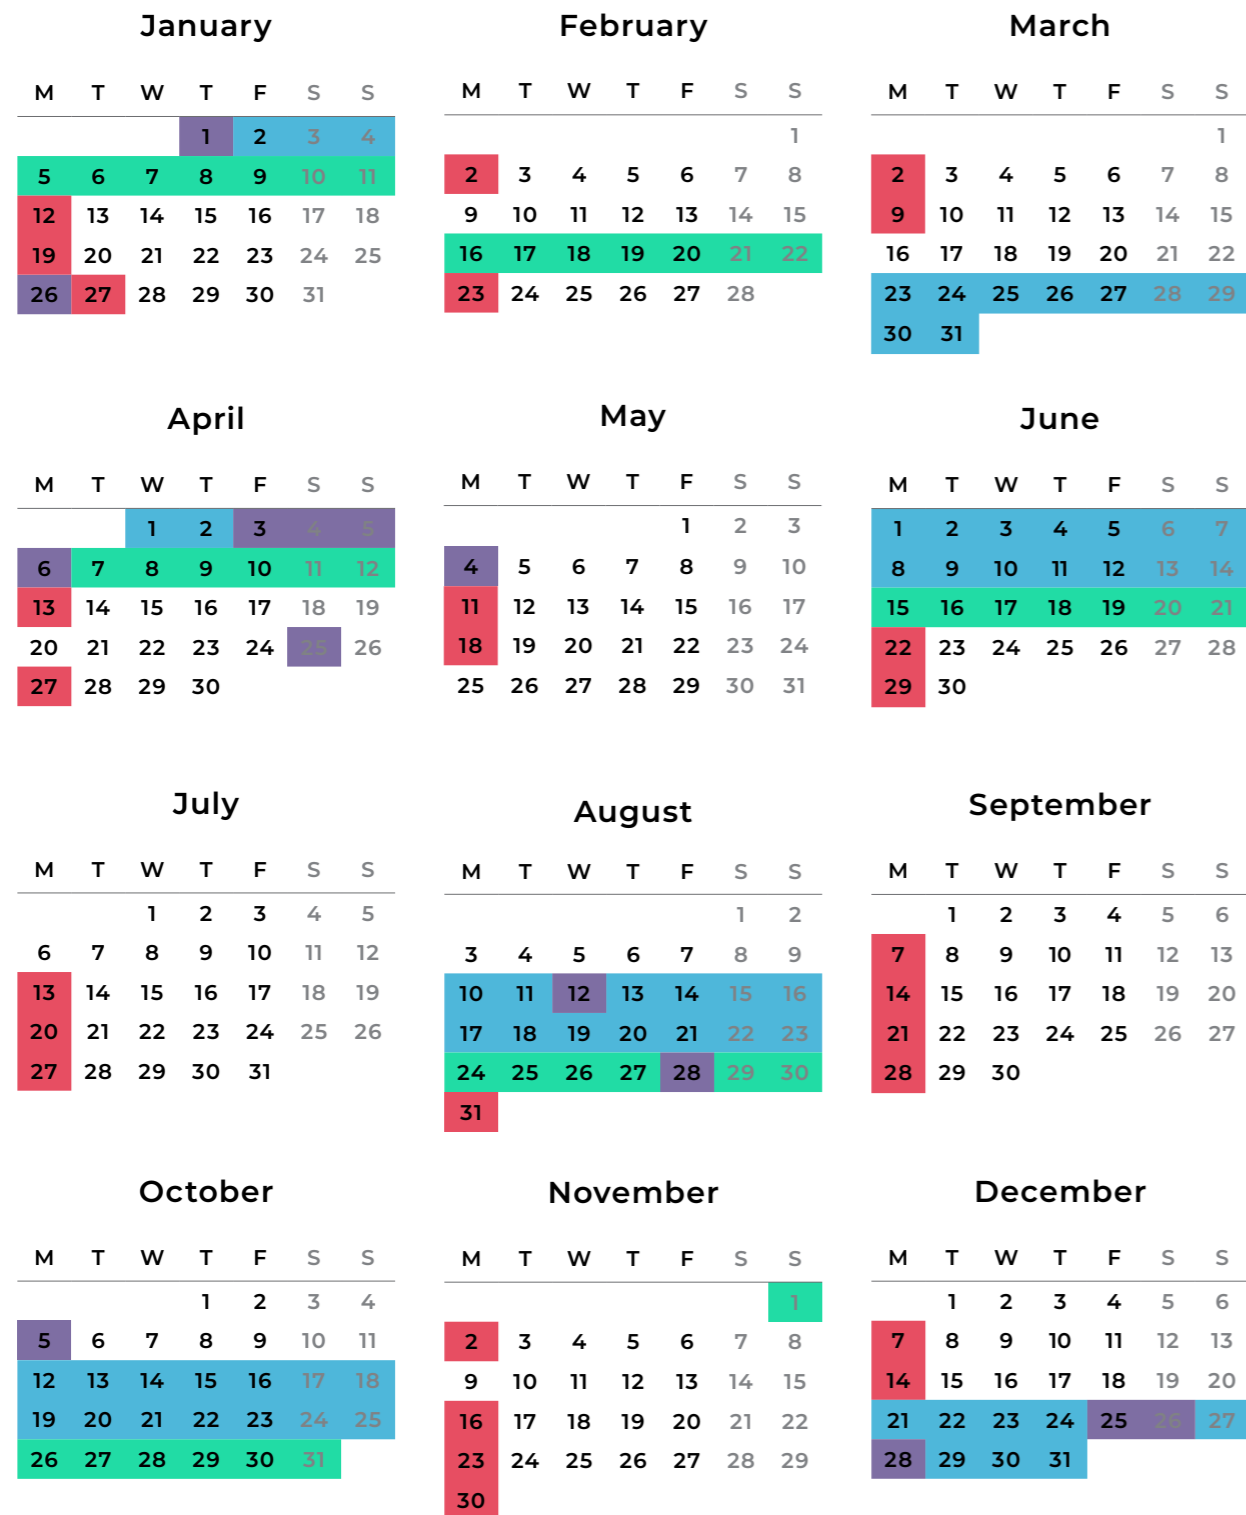 January
M T W T F S S
1 2 3 4
5 6 7 8 9 10 11
12 13 14 15 16 17 18
19 20 21 22 23 24 25
26 27 28 29 30 31
February
M T W T F S S
1
2 3 4 5 6 7 8
9 10 11 12 13 14 15
16 17 18 19 20 21 22
23 24 25 26 27 28
March
M T W T F S S
1
2 3 4 5 6 7 8
9 10 11 12 13 14 15
16 17 18 19 20 21 22
23 24 25 26 27 28 29
30 31
April
M T W T F S S
1 2 3 4 5
6 7 8 9 10 11 12
13 14 15 16 17 18 19
20 21 22 23 24 25 26
27 28 29 30
May
M T W T F S S
1 2 3
4 5 6 7 8 9 10
11 12 13 14 15 16 17
18 19 20 21 22 23 24
25 26 27 28 29 30 31
June
M T W T F S S
1 2 3 4 5 6 7
8 9 10 11 12 13 14
15 16 17 18 19 20 21
22 23 24 25 26 27 28
29 30
July
M T W T F S S
1 2 3 4 5
6 7 8 9 10 11 12
13 14 15 16 17 18 19
20 21 22 23 24 25 26
27 28 29 30 31
August
M T W T F S S
1 2
3 4 5 6 7 8 9
10 11 12 13 14 15 16
17 18 19 20 21 22 23
24 25 26 27 28 29 30
31
September
M T W T F S S
1 2 3 4 5 6
7 8 9 10 11 12 13
14 15 16 17 18 19 20
21 22 23 24 25 26 27
28 29 30
October
M T W T F S S
1 2 3 4
5 6 7 8 9 10 11
12 13 14 15 16 17 18
19 20 21 22 23 24 25
26 27 28 29 30 31
November
M T W T F S S
1
2 3 4 5 6 7 8
9 10 11 12 13 14 15
16 17 18 19 20 21 22
23 24 25 26 27 28 29
30
December
M T W T F S S
1 2 3 4 5 6
7 8 9 10 11 12 13
14 15 16 17 18 19 20
21 22 23 24 25 26 27
28 29 30 31